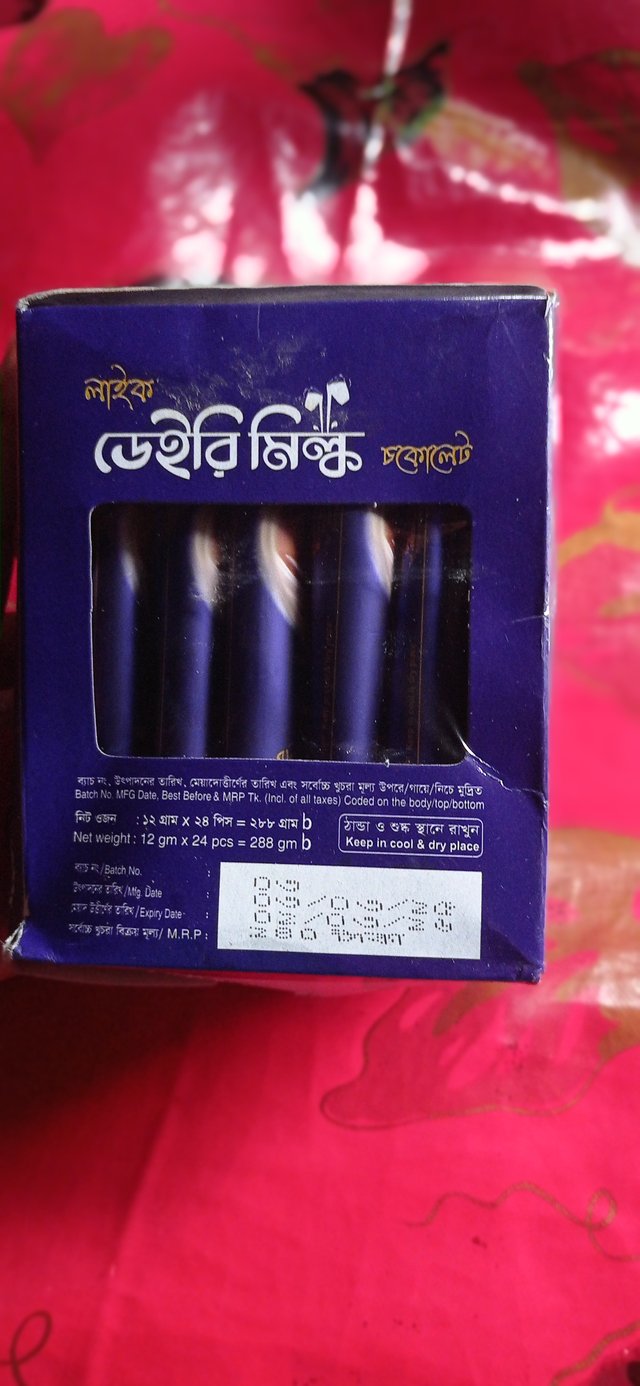 লাইক
ডেইরি মিল্ক চকোলেট
ব্যাচ নং, উৎপাদনের তারিখ, মেয়াদোত্তীর্ণের তারিখ এবং সর্বোচ্চ খুচরা মূল্য উপরে/গায়ে/নিচে মুদ্রিত
Batch No. MFG Date, Best Before & MRP Tk. (Incl. of all taxes) Coded on the body/top/bottom
নিট ওজন : ১২ গ্রাম x ২৪ পিস = ২৮৮ গ্রাম b
Net weight : 12 gm x 24 pcs = 288 gm b
ঠান্ডা ও শুষ্ক স্থানে রাখুন
Keep in cool & dry place
ব্যাচ নং/Batch No. :
উৎপাদনের তারিখ/Mfg. Date :
মেয়াদ উত্তীর্ণের তারিখ/Expiry Date :
সর্বোচ্চ খুচরা বিক্রয় মূল্য/ M.R.P :